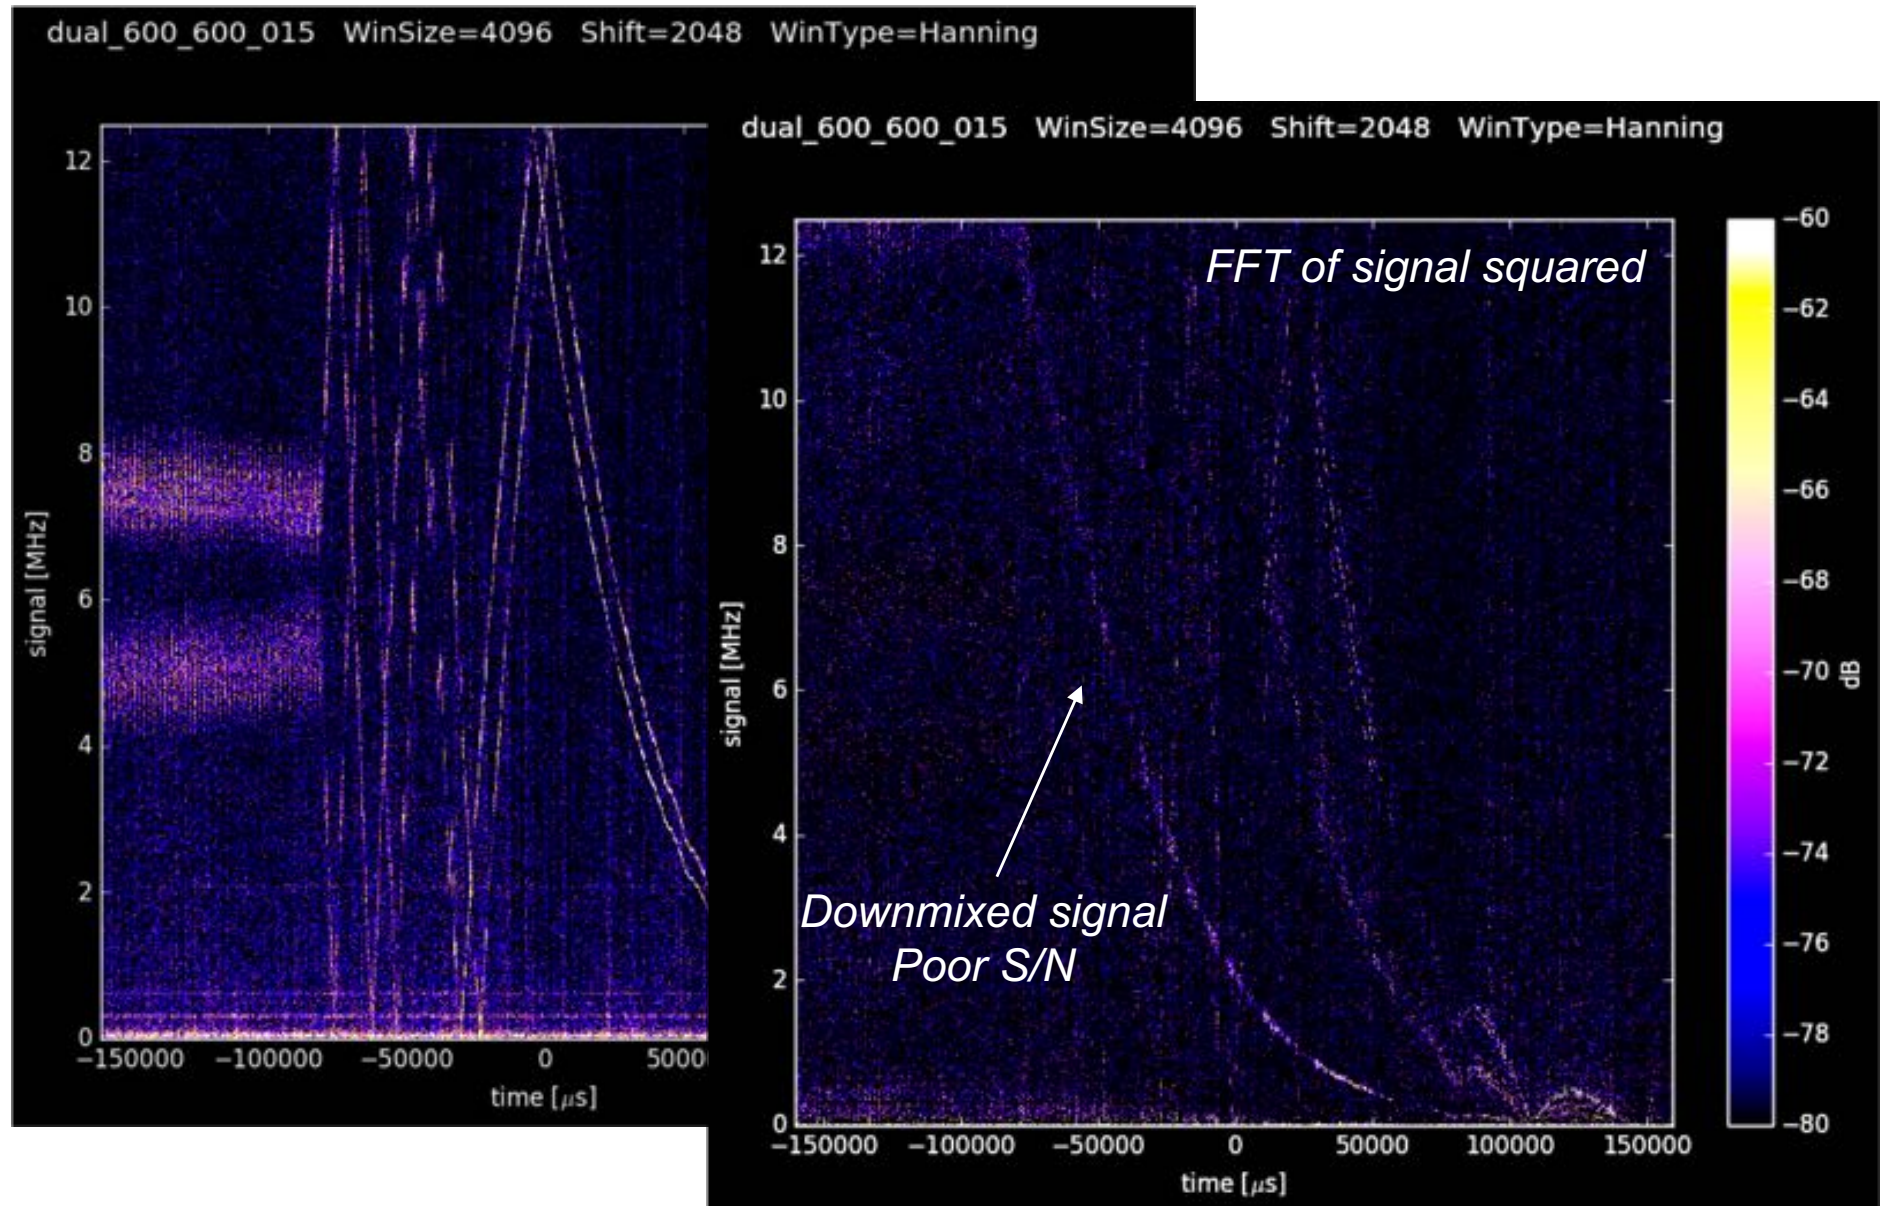 dual_600_600_015 WinSize=4096 Shift=2048 WinType=Hanning
12
10
8
6
4
2
0
signal [MHz]
−150000 −100000 −50000 0 5000
time [μs]
dual_600_600_015 WinSize=4096 Shift=2048 WinType=Hanning
FFT of signal squared
12
10
8
6
4
2
0
signal [MHz]
Downmixed signal
Poor S/N
−150000 −100000 −50000 0 50000 100000 150000
time [μs]
−60
−62
−64
−66
−68
−70
−72
−74
−76
−78
−80
dB